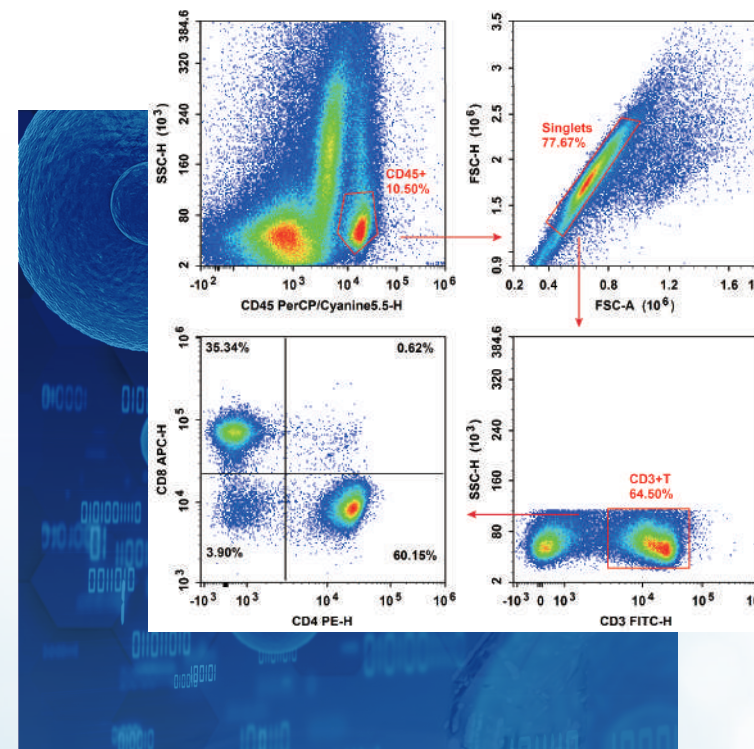 384.6
320
240
160
80
2
SSC-H (10³)
CD45+
10.50%
-10² 10³ 10⁴ 10⁵ 10⁶
CD45 PerCP/Cyanine5.5-H
3.5
3
2.5
2
1.5
0.9
FSC-H (10⁶)
Singlets
77.67%
0.2 0.4 0.6 0.8 1 1.2 1.4 1.6
FSC-A (10⁶)
10⁶
10⁵
10⁴
10³
CD8 APC-H
35.34%
0.62%
3.90%
60.15%
-10³ 10³ 10⁴ 10⁵ 10⁶
CD4 PE-H
384.6
320
240
160
80
2
SSC-H (10³)
CD3+T
64.50%
-10³ 0 10³ 10⁴ 10⁵
CD3 FITC-H